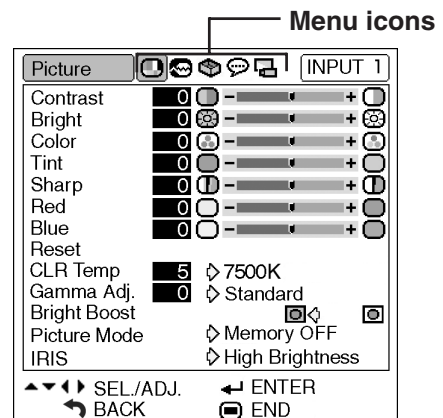 Menu icons
Picture INPUT 1
Contrast 0 - +
Bright 0 - +
Color 0 - +
Tint 0 - +
Sharp 0 - +
Red 0 - +
Blue 0 - +
Reset
CLR Temp 5 7500K
Gamma Adj. 0 Standard
Bright Boost
Picture Mode Memory OFF
IRIS High Brightness
SEL./ADJ. ENTER
BACK END